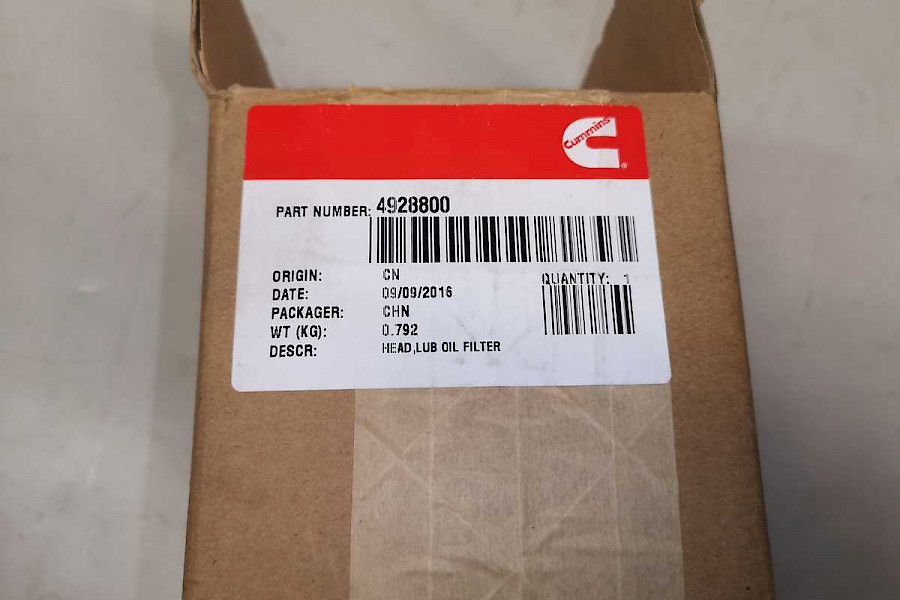 Cummins
PART NUMBER: 4928800
ORIGIN: CN
QUANTITY: 1
DATE: 09/09/2016
PACKAGER: CHN
WT (KG): 0.792
DESCR: HEAD,LUB OIL FILTER